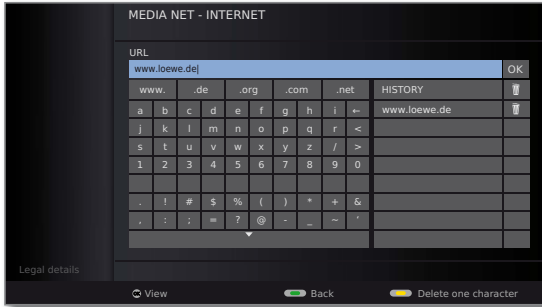 MEDIA NET - INTERNET
URL
www.loewe.de
OK
www. .de .org .com .net HISTORY
a b c d e f g h i ← www.loewe.de
j k l m n o p q r <
s t u v w x y z / >
1 2 3 4 5 6 7 8 9 0
. ! # $ % ( ) * + &
, : ; = ? @ - _ ~ '
Legal details
OK View Back Delete one character